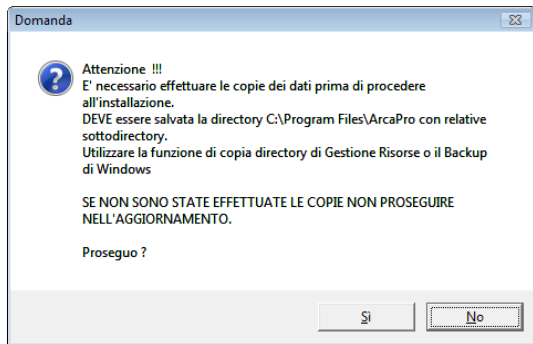 Domanda
Attenzione !!!
E' necessario effettuare le copie dei dati prima di procedere
all'installazione.
DEVE essere salvata la directory C:\Program Files\ArcaPro con relative
sottodirectory.
Utilizzare la funzione di copia directory di Gestione Risorse o il Backup
di Windows
SE NON SONO STATE EFFETTUATE LE COPIE NON PROSEGUIRE
NELL'AGGIORNAMENTO.
Proseguo ?
Sì
No